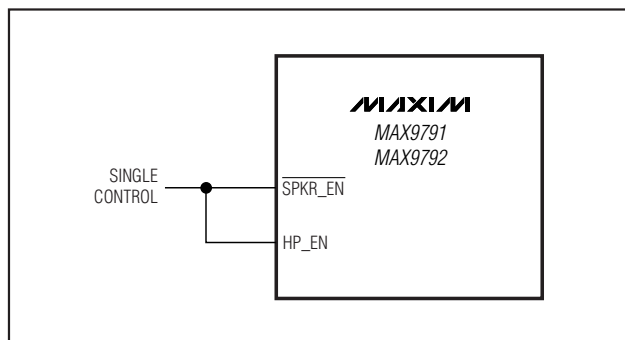 MAXIM
MAX9791
MAX9792
SINGLE
CONTROL
SPKR_EN
HP_EN